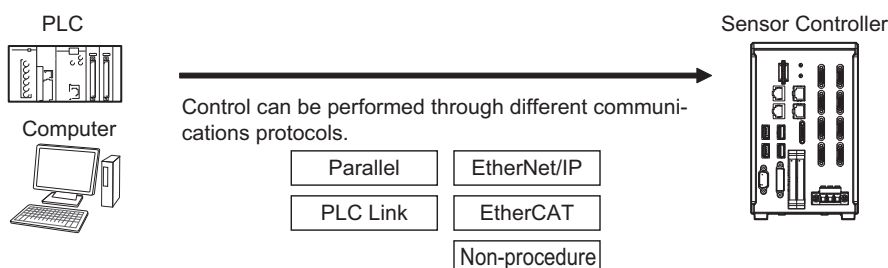 PLC
Sensor Controller
Control can be performed through different communi-
cations protocols.
Computer
Parallel
EtherNet/IP
PLC Link
EtherCAT
Non-procedure